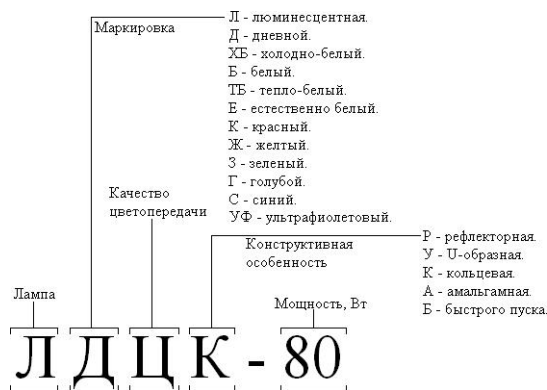 Маркировка
Л - люминесцентная.
Д - дневной.
ХБ - холодно-белый.
Б - белый.
ТБ - тепло-белый.
Е - естественно белый.
К - красный.
Ж - желтый.
З - зеленый.
Г - голубой.
С - синий.
УФ - ультрафиолетовый.
Качество
цветопередачи
Конструктивная
особенность
Р - рефлекторная.
У - U-образная.
К - кольцевая.
А - амальгамная.
Б - быстрого пуска.
Лампа
Мощность, Вт
ЛДЦК - 80